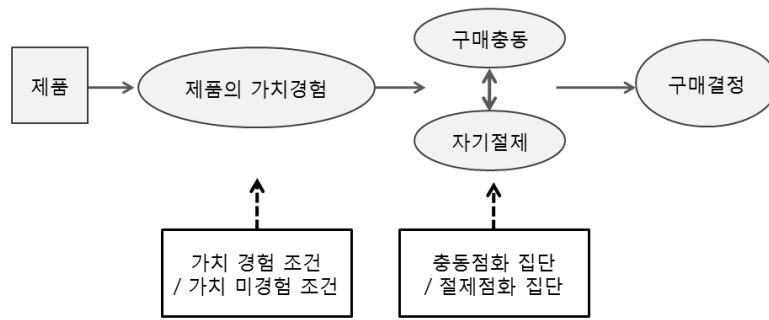 제품
제품의 가치경험
구매충동
자기절제
구매결정
가치 경험 조건
/ 가치 미경험 조건
충동점화 집단
/ 절제점화 집단